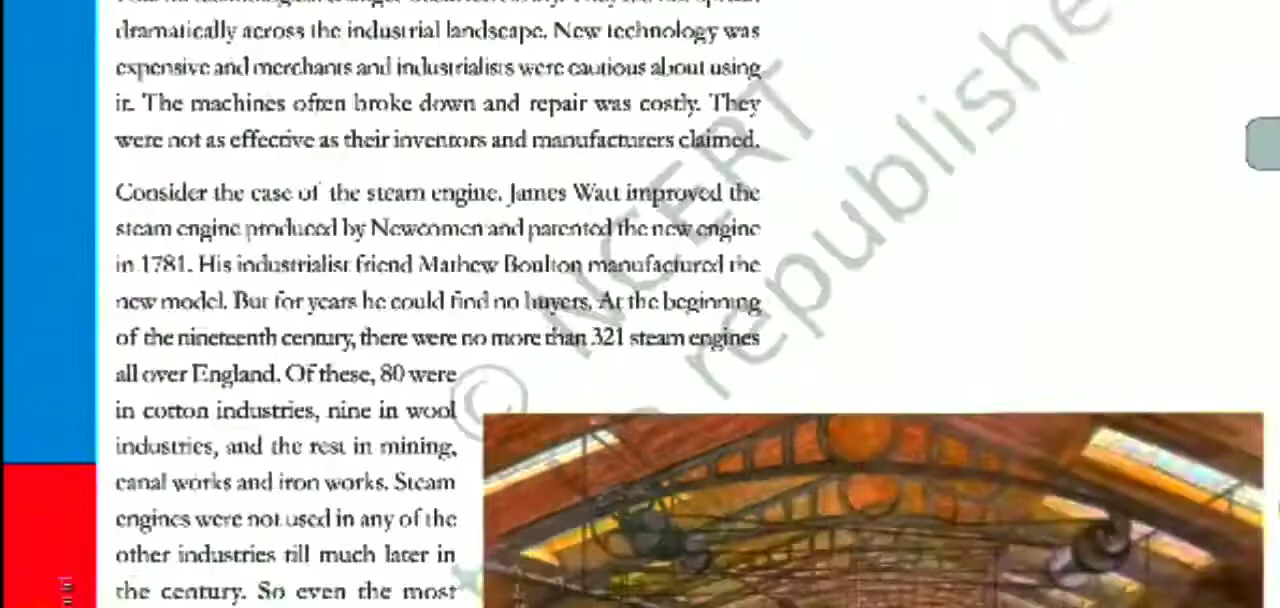 dramatically across the industrial landscape. New technology was
expensive and merchants and industrialists were cautious about using
it. The machines often broke down and repair was costly. They
were not as effective as their inventors and manufacturers claimed.
Consider the case of the steam engine. James Watt improved the
steam engine produced by Newcomen and patented the new engine
in 1781. His industrialist friend Mathew Boulton manufactured the
new model. But for years he could find no buyers. At the beginning
of the nineteenth century, there were no more than 321 steam engines
all over England. Of these, 80 were
in cotton industries, nine in wool
industries, and the rest in mining,
canal works and iron works. Steam
engines were not used in any of the
other industries till much later in
the century. So even the most
© NCERT
republishe